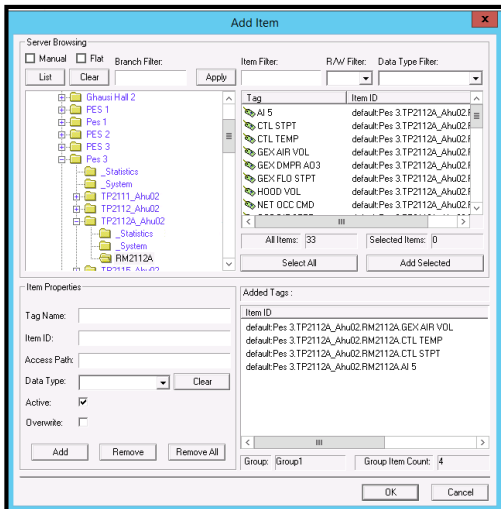 Add Item
x
Server Browsing
Manual Flat Branch Filter: Item Filter: R/W Filter: Data Type Filter:
List Clear Apply
Ghausi Hall 2
PES 1
Pes 1
PES 2
PES 3
Pes 3
_Statistics
_System
TP2111_Ahu02
TP2112_Ahu02
TP2112A_Ahu02
_Statistics
_System
RM2112A
TP2115_Ahu02
Tag Item ID
AI 5 default:Pes 3.TP2112A_Ahu02.F
CTL STPT default:Pes 3.TP2112A_Ahu02.F
CTL TEMP default:Pes 3.TP2112A_Ahu02.F
GEX AIR VOL default:Pes 3.TP2112A_Ahu02.F
GEX DMPR AO3 default:Pes 3.TP2112A_Ahu02.F
GEX FLO STPT default:Pes 3.TP2112A_Ahu02.F
HOOD VOL default:Pes 3.TP2112A_Ahu02.F
NET OCC CMD default:Pes 3.TP2112A_Ahu02.F
All Items: 33 Selected Items: 0
Select All Add Selected
Item Properties
Tag Name:
Item ID:
Access Path:
Data Type: Clear
Active:
Overwrite:
Add Remove Remove All
Added Tags :
Item ID
default:Pes 3.TP2112A_Ahu02.RM2112A.GEX AIR VOL
default:Pes 3.TP2112A_Ahu02.RM2112A.CTL TEMP
default:Pes 3.TP2112A_Ahu02.RM2112A.CTL STPT
default:Pes 3.TP2112A_Ahu02.RM2112A.AI 5
Group: Group1 Group Item Count: 4
OK Cancel